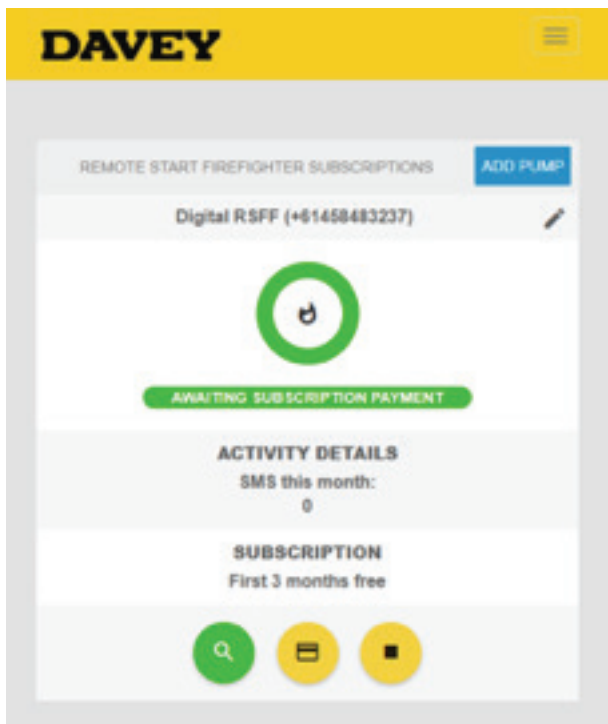 DAVEY
REMOTE START FIREFIGHTER SUBSCRIPTIONS
ADD PUMP
Digital RSFF (+61458483237)
AWAITING SUBSCRIPTION PAYMENT
ACTIVITY DETAILS
SMS this month:
0
SUBSCRIPTION
First 3 months free